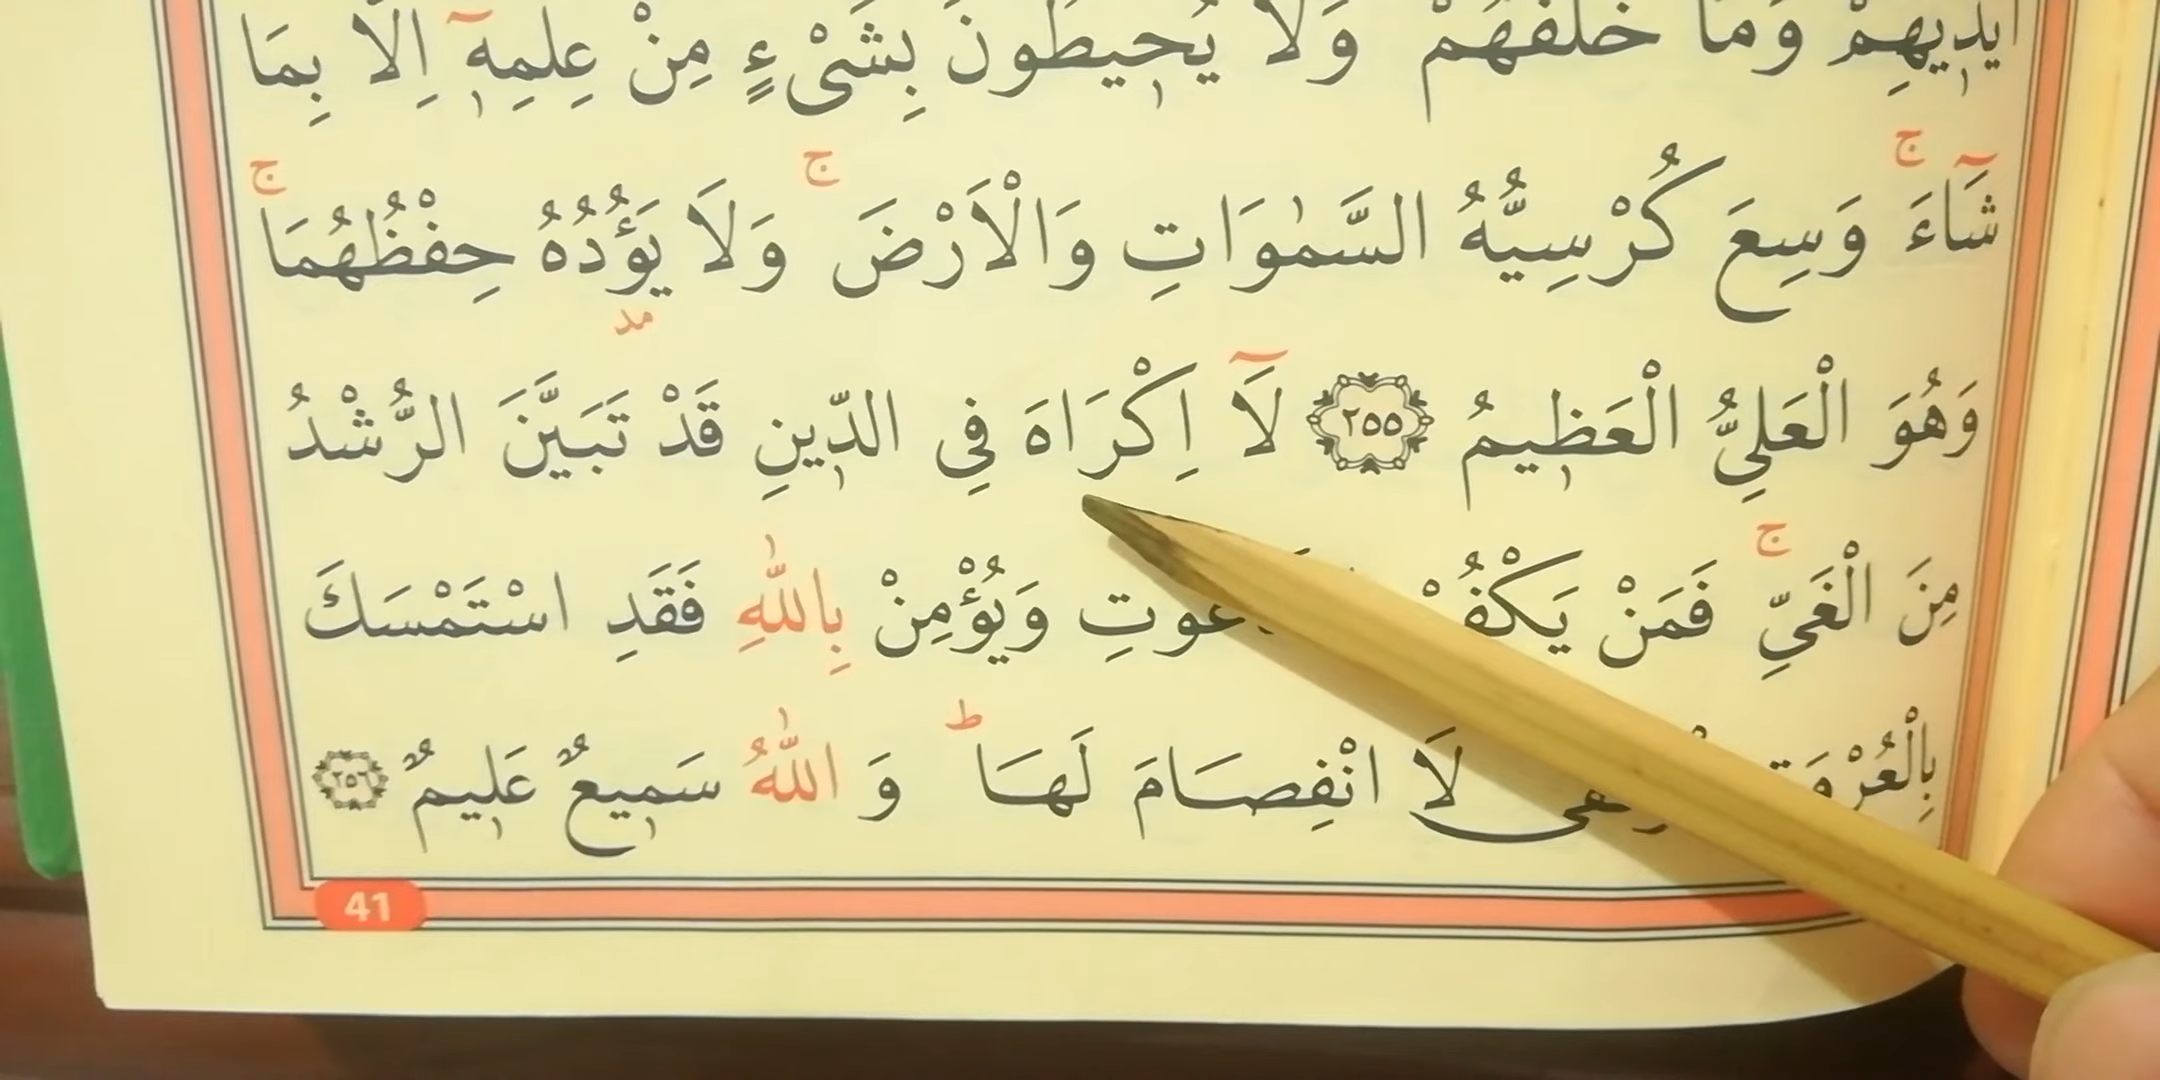 اَيْدٖيهِمْ وَمَا خَلْفَهُمْ وَلَا يُحٖيطُونَ بِشَیْءٍ مِنْ عِلْمِهٖٓ اِلَّا بِمَا
شَٓاءَ ۚ وَسِعَ كُرْسِيُّهُ السَّمٰوَاتِ وَالْاَرْضَ ۚ وَلَا يَؤُدُهُ حِفْظُهُمَا ۚ
مد
وَهُوَ الْعَلِيُّ الْعَظٖيمُ ٢٥٥ لَٓا اِكْرَاهَ فِي الدّٖينِ قَدْ تَبَيَّنَ الرُّشْدُ
مِنَ الْغَیِّ ۚ فَمَنْ يَكْفُرْ وَيُؤْمِنْ بِاللّٰهِ فَقَدِ اسْتَمْسَكَ
لَا انْفِصَامَ لَهَا ؕ وَ اللّٰهُ سَمٖيعٌ عَلٖيمٌ ٢٥٦
41